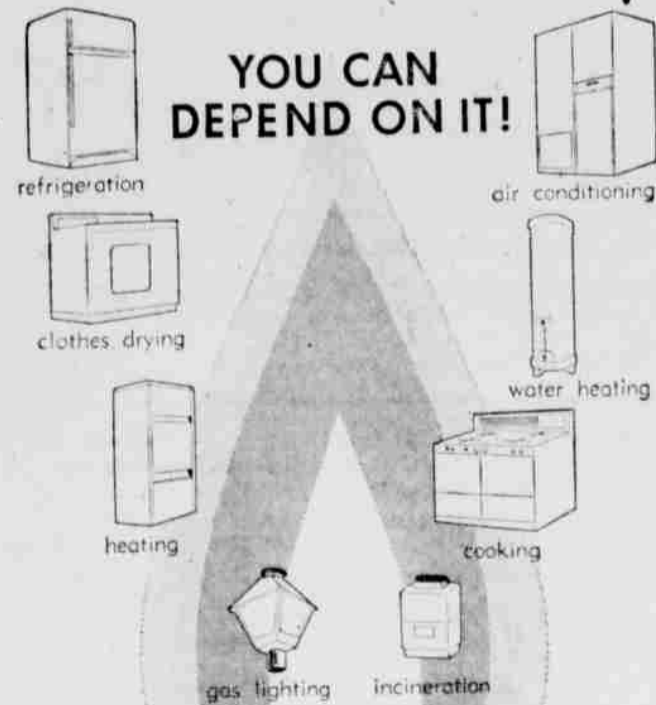 YOU CAN
DEPEND ON IT!
refrigeration
air conditioning
clothes drying
water heating
heating
cooking
gas lighting
incineration